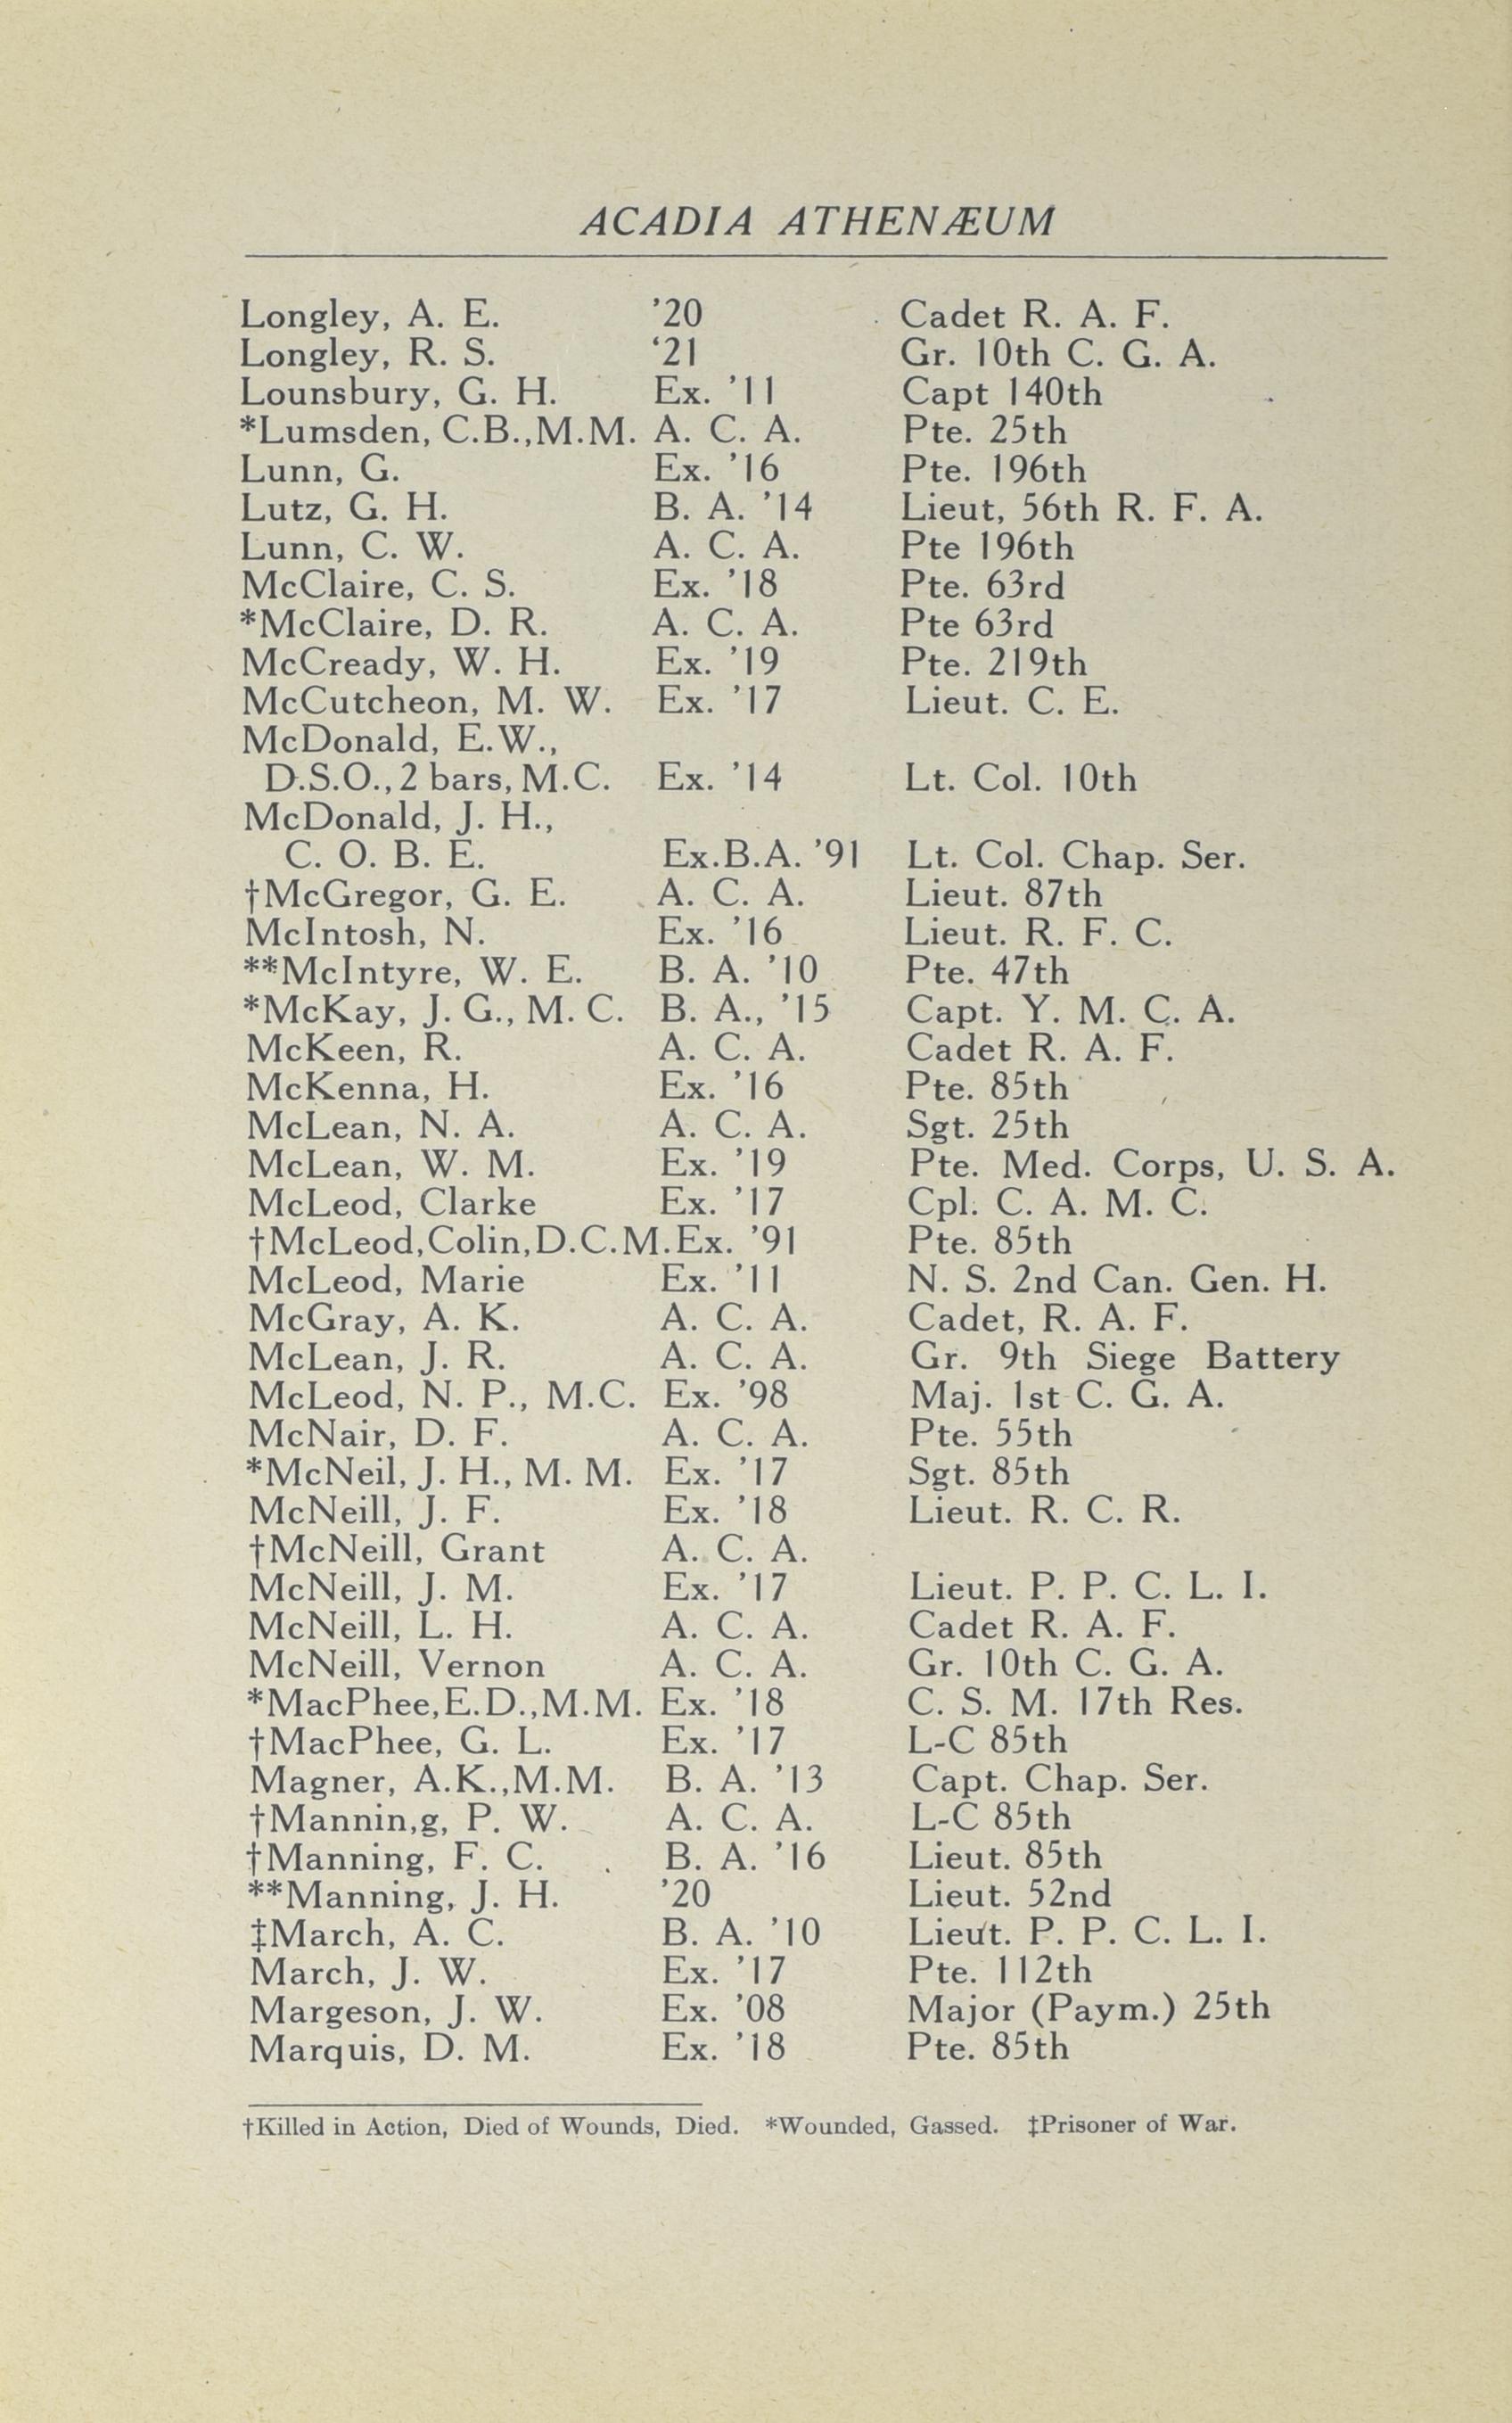 ACADIA ATHENÆUM
Longley, A. E. '20 Cadet R. A. F.
Longley, R. S. ‘21 Gr. 10th C. G. A.
Lounsbury, G. H. Ex. '11 Capt 140th
*Lumsden, C.B.,M.M. A. C. A. Pte. 25th
Lunn, G. Ex. '16 Pte. 196th
Lutz, G. H. B. A. '14 Lieut, 56th R. F. A.
Lunn, C. W. A. C. A. Pte 196th
McClaire, C. S. Ex. '18 Pte. 63rd
*McClaire, D. R. A. C. A. Pte 63rd
McCready, W. H. Ex. '19 Pte. 219th
McCutcheon, M. W. Ex. '17 Lieut. C. E.
McDonald, E.W.,
D.S.O., 2 bars, M.C. Ex. '14 Lt. Col. 10th
McDonald, J. H.,
C. O. B. E. Ex.B.A. '91 Lt. Col. Chap. Ser.
†McGregor, G. E. A. C. A. Lieut. 87th
McIntosh, N. Ex. '16 Lieut. R. F. C.
**McIntyre, W. E. B. A. '10 Pte. 47th
*McKay, J. G., M. C. B. A., '15 Capt. Y. M. C. A.
McKeen, R. A. C. A. Cadet R. A. F.
McKenna, H. Ex. '16 Pte. 85th
McLean, N. A. A. C. A. Sgt. 25th
McLean, W. M. Ex. '19 Pte. Med. Corps, U. S. A.
McLeod, Clarke Ex. '17 Cpl. C. A. M. C.
†McLeod,Colin,D.C.M.Ex. '91 Pte. 85th
McLeod, Marie Ex. '11 N. S. 2nd Can. Gen. H.
McGray, A. K. A. C. A. Cadet, R. A. F.
McLean, J. R. A. C. A. Gr. 9th Siege Battery
McLeod, N. P., M.C. Ex. '98 Maj. 1st C. G. A.
McNair, D. F. A. C. A. Pte. 55th
*McNeil, J. H., M. M. Ex. '17 Sgt. 85th
McNeill, J. F. Ex. '18 Lieut. R. C. R.
†McNeill, Grant A. C. A.
McNeill, J. M. Ex. '17 Lieut. P. P. C. L. I.
McNeill, L. H. A. C. A. Cadet R. A. F.
McNeill, Vernon A. C. A. Gr. 10th C. G. A.
*MacPhee,E.D.,M.M. Ex. '18 C. S. M. 17th Res.
†MacPhee, G. L. Ex. '17 L-C 85th
Magner, A.K.,M.M. B. A. '13 Capt. Chap. Ser.
†Mannin,g, P. W. A. C. A. L-C 85th
†Manning, F. C. B. A. '16 Lieut. 85th
**Manning, J. H. '20 Lieut. 52nd
‡March, A. C. B. A. '10 Lieut. P. P. C. L. I.
March, J. W. Ex. '17 Pte. 112th
Margeson, J. W. Ex. '08 Major (Paym.) 25th
Marquis, D. M. Ex. '18 Pte. 85th
†Killed in Action, Died of Wounds, Died. *Wounded, Gassed. ‡Prisoner of War.